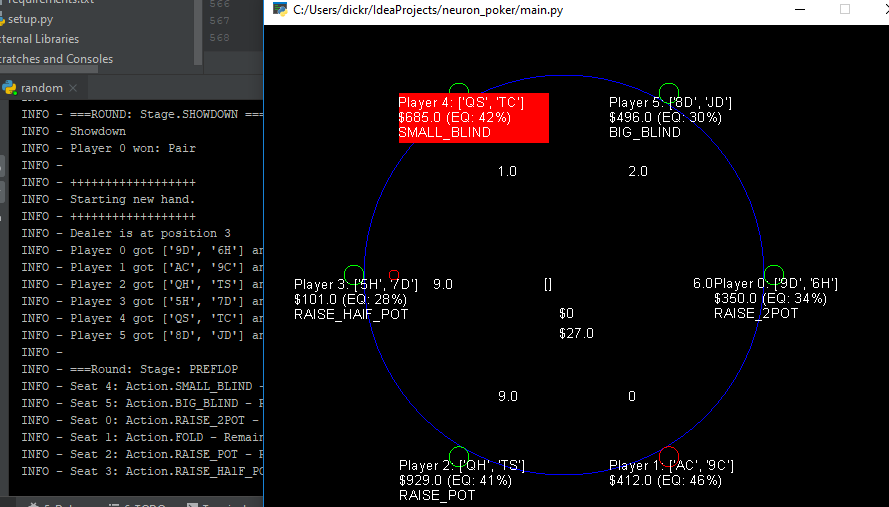 requirements.txt
setup.py
ternal Libraries
cratches and Consoles
566
567
568
random
INFO - ===ROUND: Stage.SHOWDOWN ===
INFO - Showdown
INFO - Player 0 won: Pair
INFO -
INFO - ++++++++++++++++++
INFO - Starting new hand.
INFO - ++++++++++++++++++
INFO - Dealer is at position 3
INFO - Player 0 got ['9D', '6H'] an
INFO - Player 1 got ['AC', '9C'] an
INFO - Player 2 got ['QH', 'TS'] an
INFO - Player 3 got ['5H', '7D'] an
INFO - Player 4 got ['QS', 'TC'] an
INFO - Player 5 got ['8D', 'JD'] an
INFO -
INFO - ===Round: Stage: PREFLOP
INFO - Seat 4: Action.SMALL_BLIND -
INFO - Seat 5: Action.BIG_BLIND - R
INFO - Seat 0: Action.RAISE_2POT -
INFO - Seat 1: Action.FOLD - Remain
INFO - Seat 2: Action.RAISE_POT - R
INFO - Seat 3: Action.RAISE_HAlF_PO
C:/Users/dickr/IdeaProjects/neuron_poker/main.py
Player 4: ['QS', 'TC']
$685.0 (EQ: 42%)
SMALL_BLIND
Player 5: ['8D', 'JD']
$496.0 (EQ: 30%)
BIG_BLIND
1.0
2.0
Player 3: ['5H', '7D']
$101.0 (EQ: 28%)
RAISE_HAlF_POT
9.0
[]
6.0
Player 0: ['9D', '6H']
$350.0 (EQ: 34%)
RAISE_2POT
$0
$27.0
9.0
0
Player 2: ['QH', 'TS']
$929.0 (EQ: 41%)
RAISE_POT
Player 1: ['AC', '9C']
$412.0 (EQ: 46%)